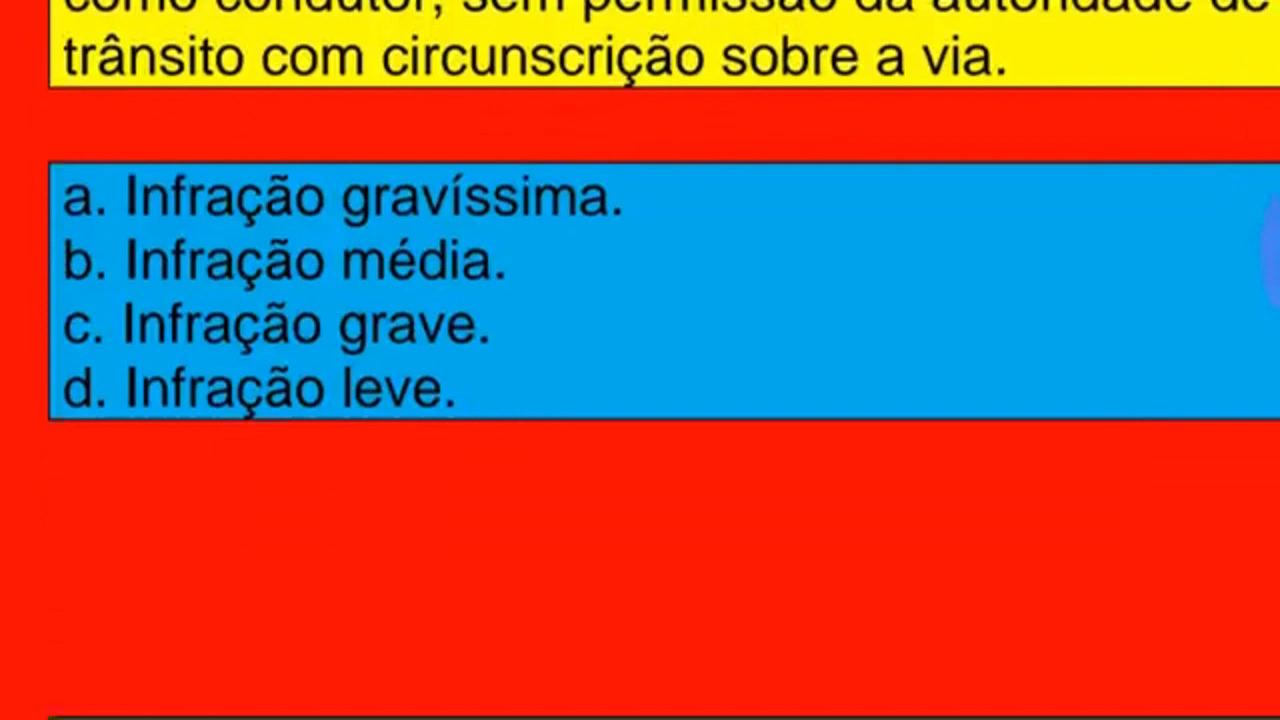 como condutor, sem permissão da autoridade de
trânsito com circunscrição sobre a via.
a. Infração gravíssima.
b. Infração média.
c. Infração grave.
d. Infração leve.